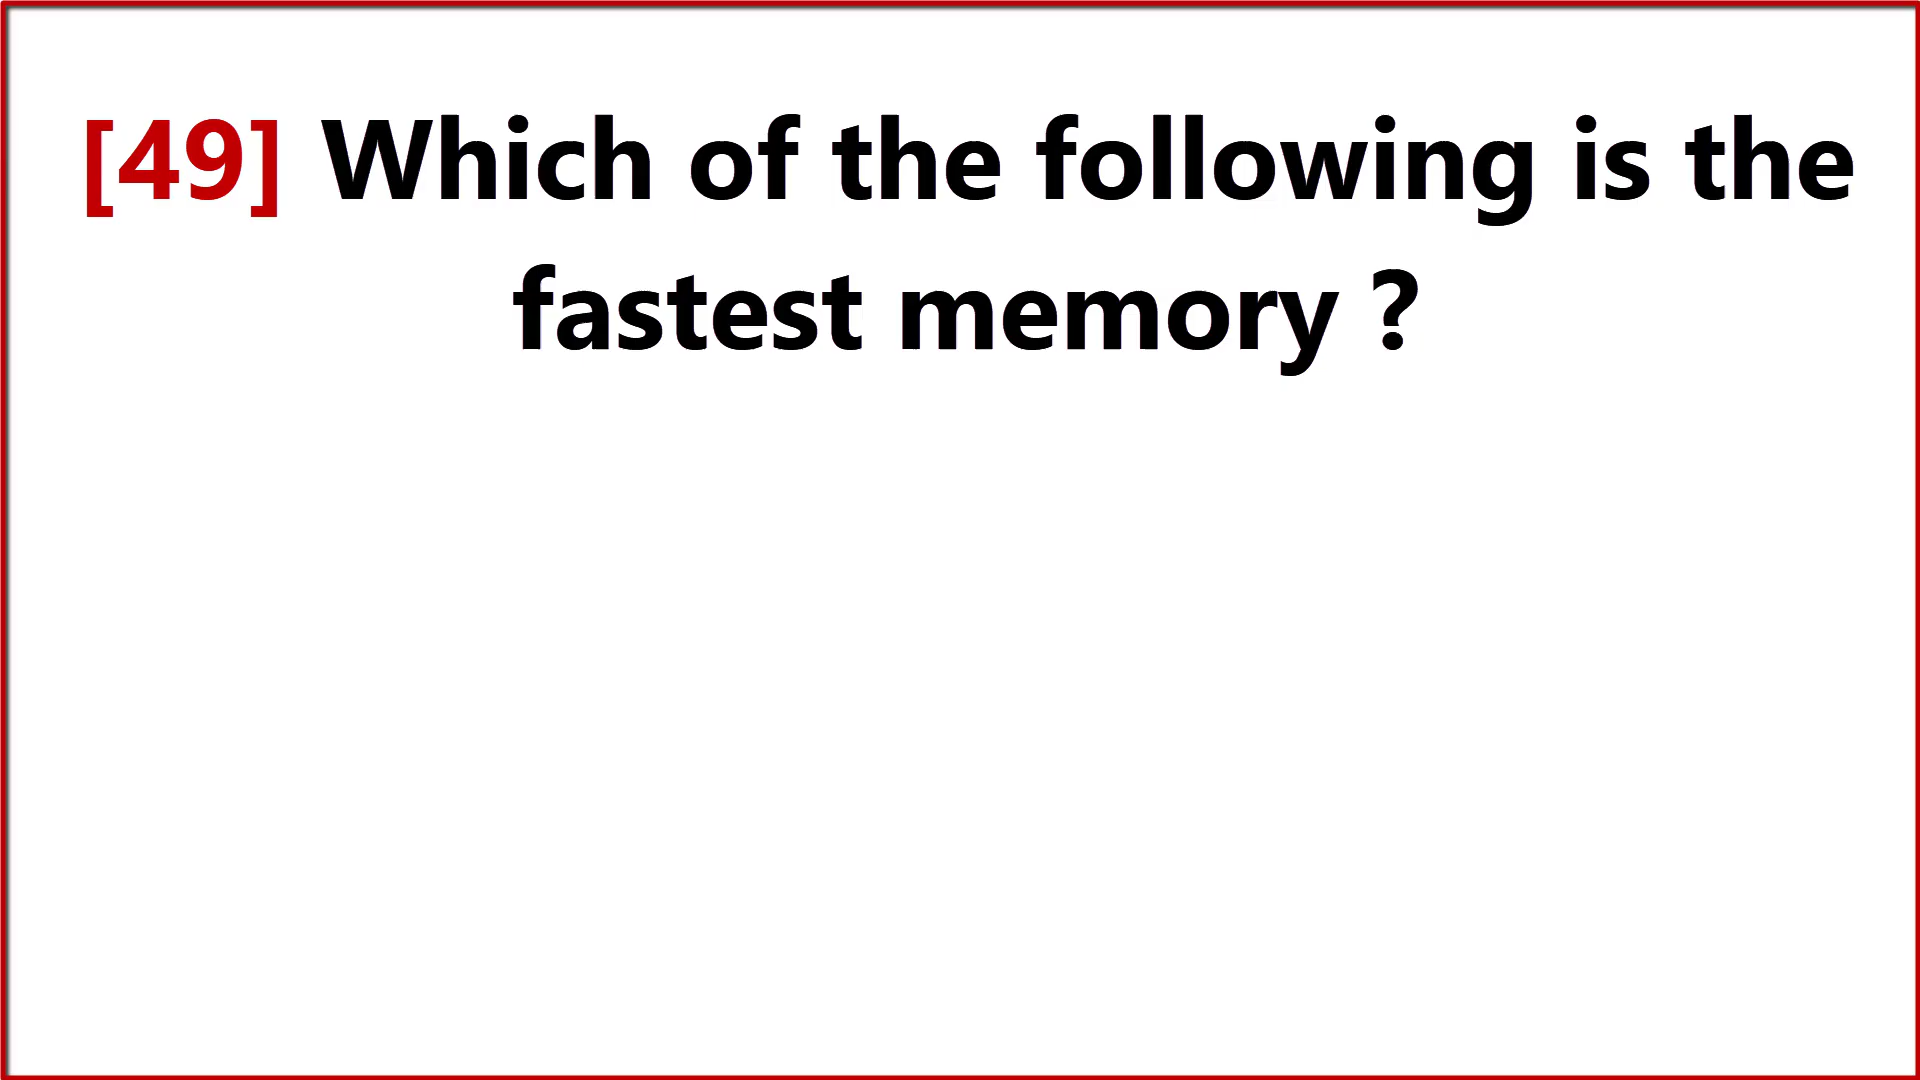 [49] Which of the following is the
fastest memory ?